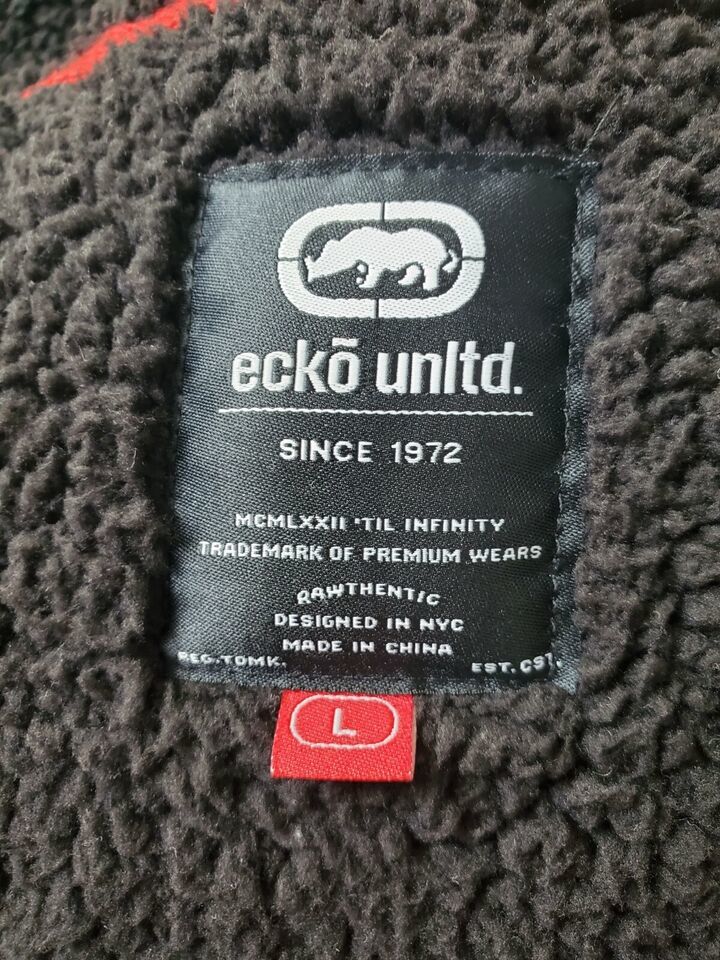 eckō unltd.
SINCE 1972
MCMLXXII 'TIL INFINITY
TRADEMARK OF PREMIUM WEARS
RAWTHENTIC
DESIGNED IN NYC
MADE IN CHINA
REG.TDMK. EST. CST.
L